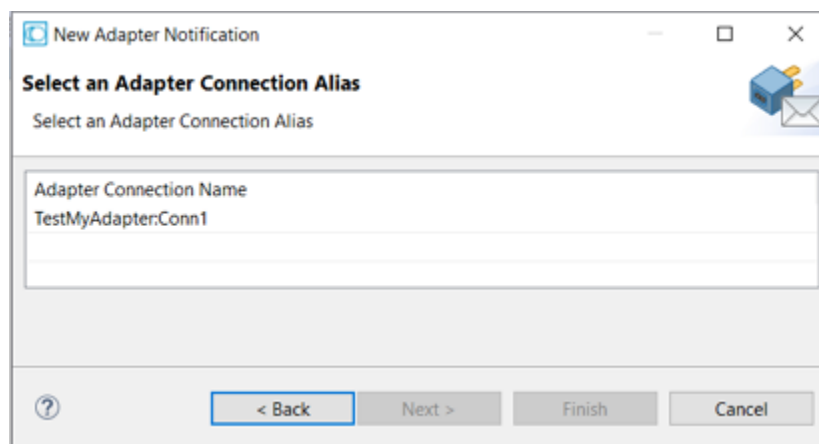 New Adapter Notification
Select an Adapter Connection Alias
Select an Adapter Connection Alias
Adapter Connection Name
TestMyAdapter:Conn1
< Back Next > Finish Cancel